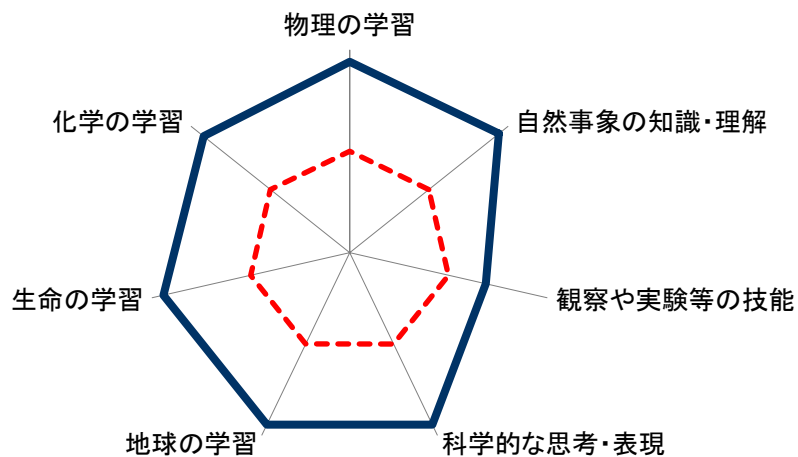 物理の学習
化学の学習
自然事象の知識・理解
生命の学習
観察や実験等の技能
地球の学習
科学的な思考・表現